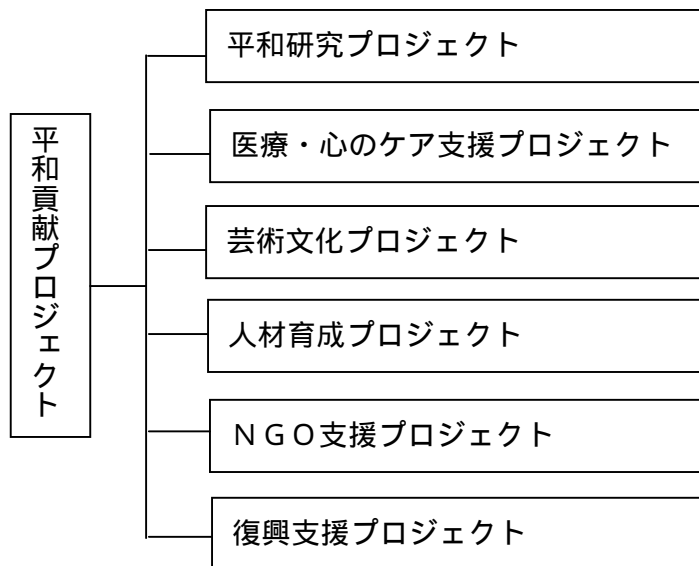 平和貢献プロジェクト
平和研究プロジェクト
医療・心のケア支援プロジェクト
芸術文化プロジェクト
人材育成プロジェクト
ＮＧＯ支援プロジェクト
復興支援プロジェクト